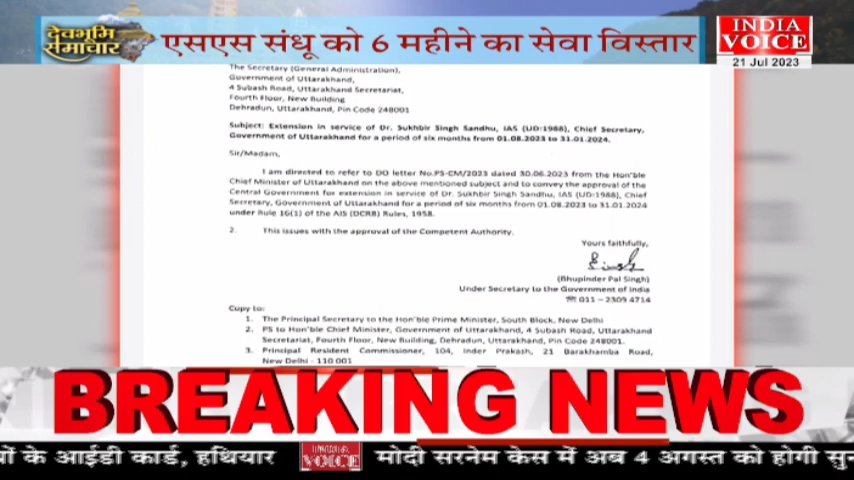 देवभूमि
समाचार
एसएस संधू को 6 महीने का सेवा विस्तार
INDIA
VOICE
21 Jul 2023
The Secretary (General Administration),
Government of Uttarakhand,
4 Subash Road, Uttarakhand Secretariat,
Fourth Floor, New Building
Dehradun, Uttarakhand, Pin Code 248001
Subject: Extension in service of Dr. Sukhbir Singh Sandhu, IAS (UD:1988), Chief Secretary,
Government of Uttarakhand for a period of six months from 01.08.2023 to 31.01.2024.
Sir/Madam,
I am directed to refer to DO letter No.PS-CM/2023 dated 30.06.2023 from the Hon'ble
Chief Minister of Uttarakhand on the above mentioned subject and to convey the approval of the
Central Government for extension in service of Dr. Sukhbir Singh Sandhu, IAS (UD:1988), Chief
Secretary, Government of Uttarakhand for a period of six months from 01.08.2023 to 31.01.2024
under Rule 16(1) of the AIS (DCRB) Rules, 1958.
2. This issues with the approval of the Competent Authority.
Yours faithfully,
(Bhupinder Pal Singh)
Under Secretary to the Government of India
☏ 011 – 2309 4714
Copy to:
1. The Principal Secretary to the Hon'ble Prime Minister, South Block, New Delhi
2. PS to Hon'ble Chief Minister, Government of Uttarakhand, 4 Subash Road, Uttarakhand
Secretariat, Fourth Floor, New Building, Dehradun, Uttarakhand, Pin Code 248001.
3. Principal Resident Commissioner, 104, Inder Prakash, 21 Barakhamba Road,
New Delhi - 110 001
BREAKING NEWS
के आईडी कार्ड, हथियार INDIA VOICE मोदी सरनेम केस में अब 4 अगस्त को होगी